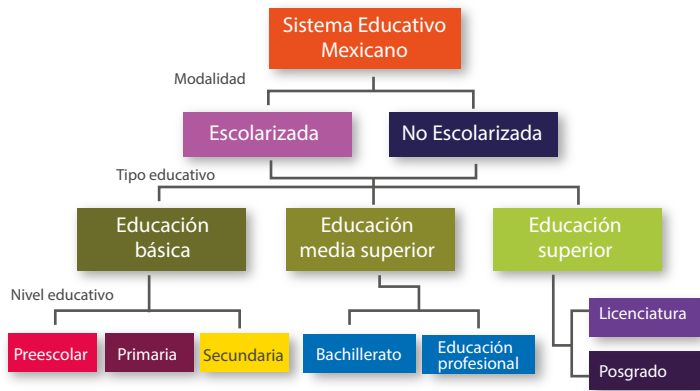 Sistema Educativo
Mexicano
Modalidad
Escolarizada
No Escolarizada
Tipo educativo
Educación
básica
Educación
media superior
Educación
superior
Nivel educativo
Preescolar
Primaria
Secundaria
Bachillerato
Educación
profesional
Licenciatura
Posgrado